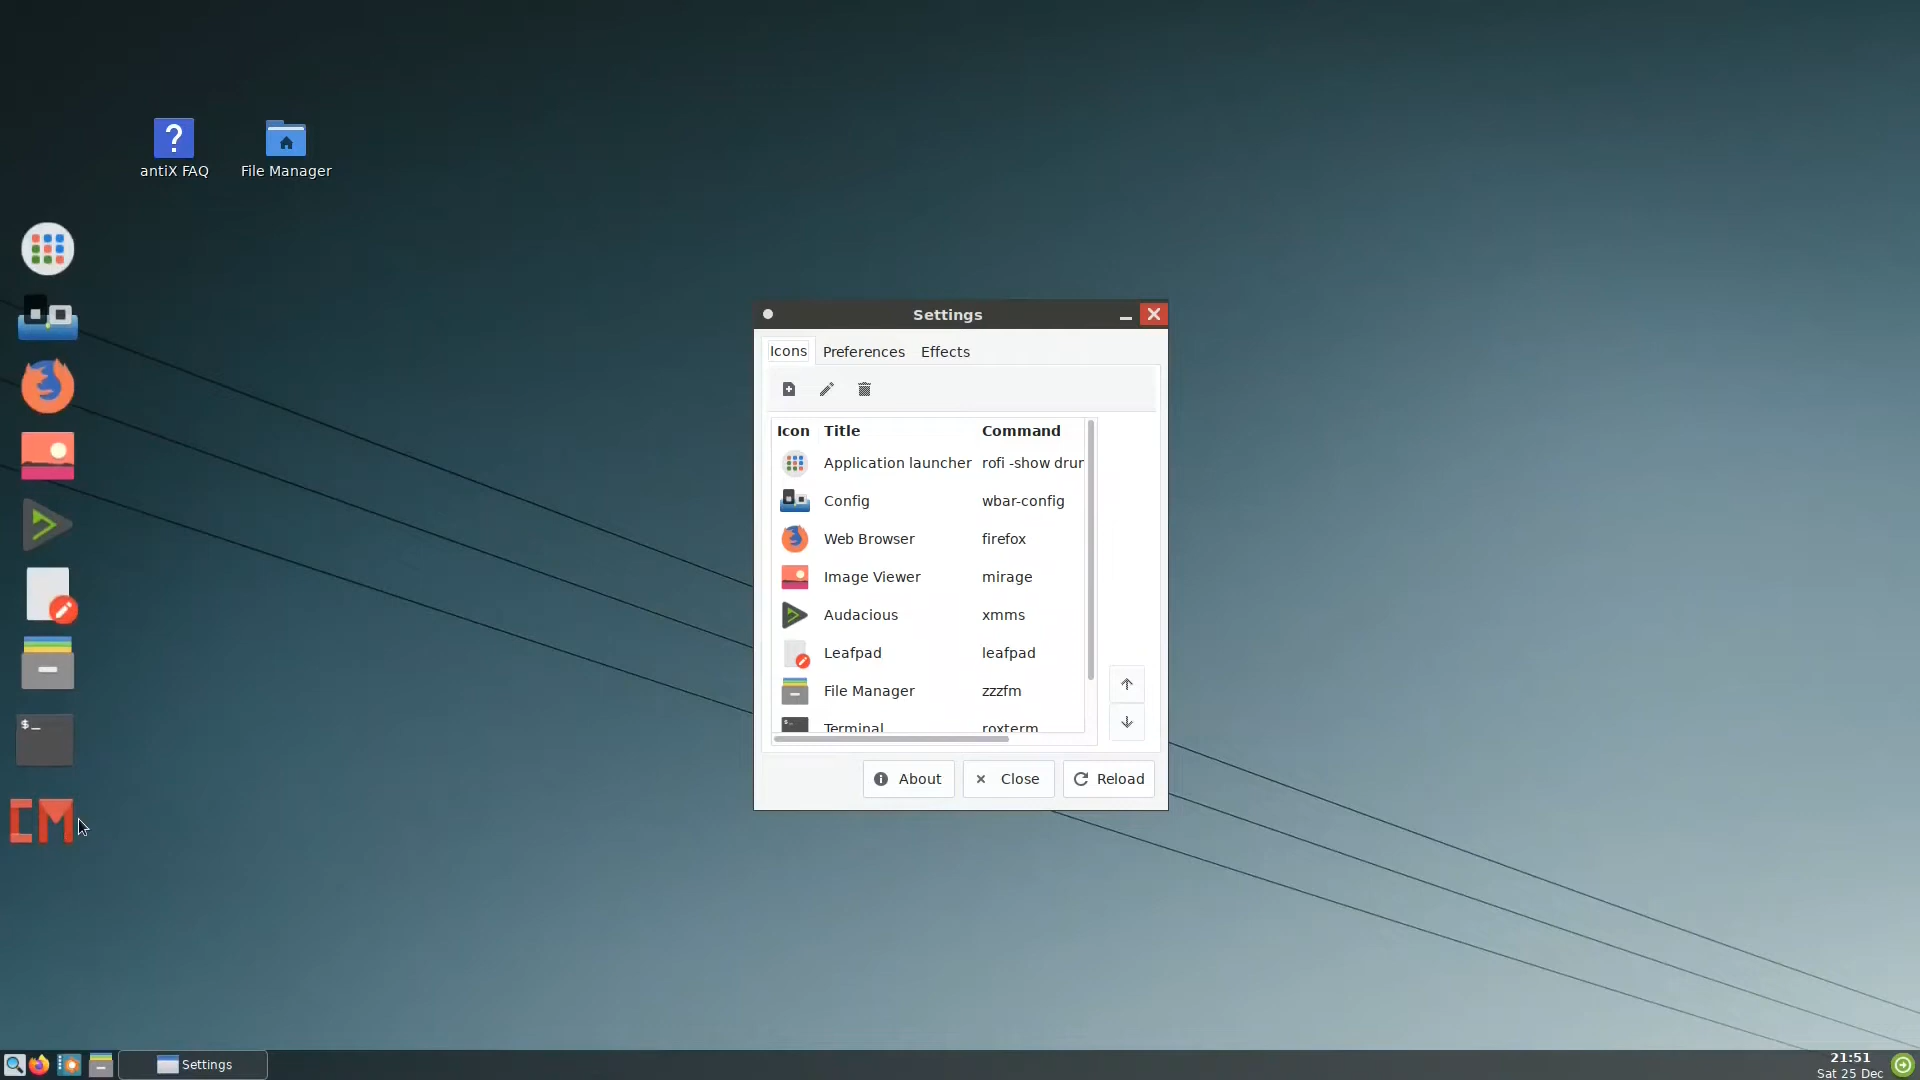 antiX FAQ
File Manager
Settings
Icons Preferences Effects
Icon Title Command
Application launcher rofi -show drun
Config wbar-config
Web Browser firefox
Image Viewer mirage
Audacious xmms
Leafpad leafpad
File Manager zzzfm
Terminal roxterm
$_
CM
About Close Reload
Settings
21:51
Sat 25 Dec